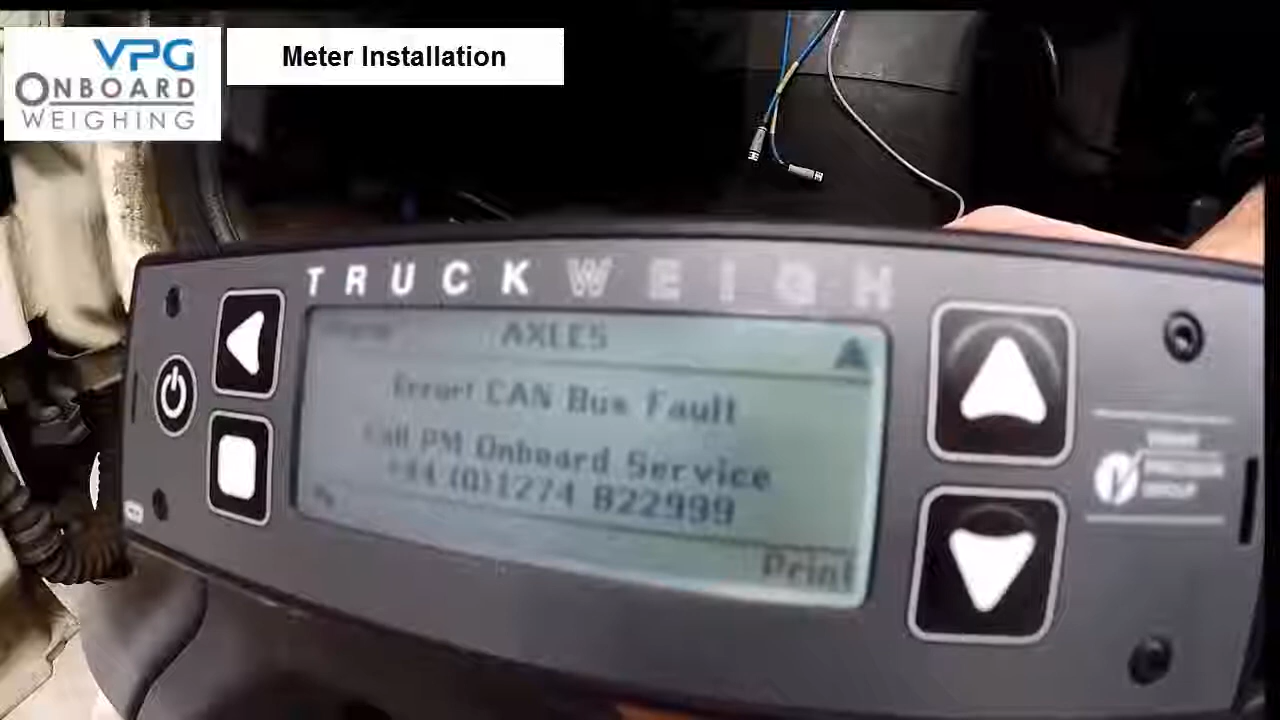 VPG
ONBOARD
WEIGHING
Meter Installation
TRUCKWEIGH
AXLES
Error! CAN Bus Fault
Call PM Onboard Service
+44 (0)1274 822999
Print
GROUP